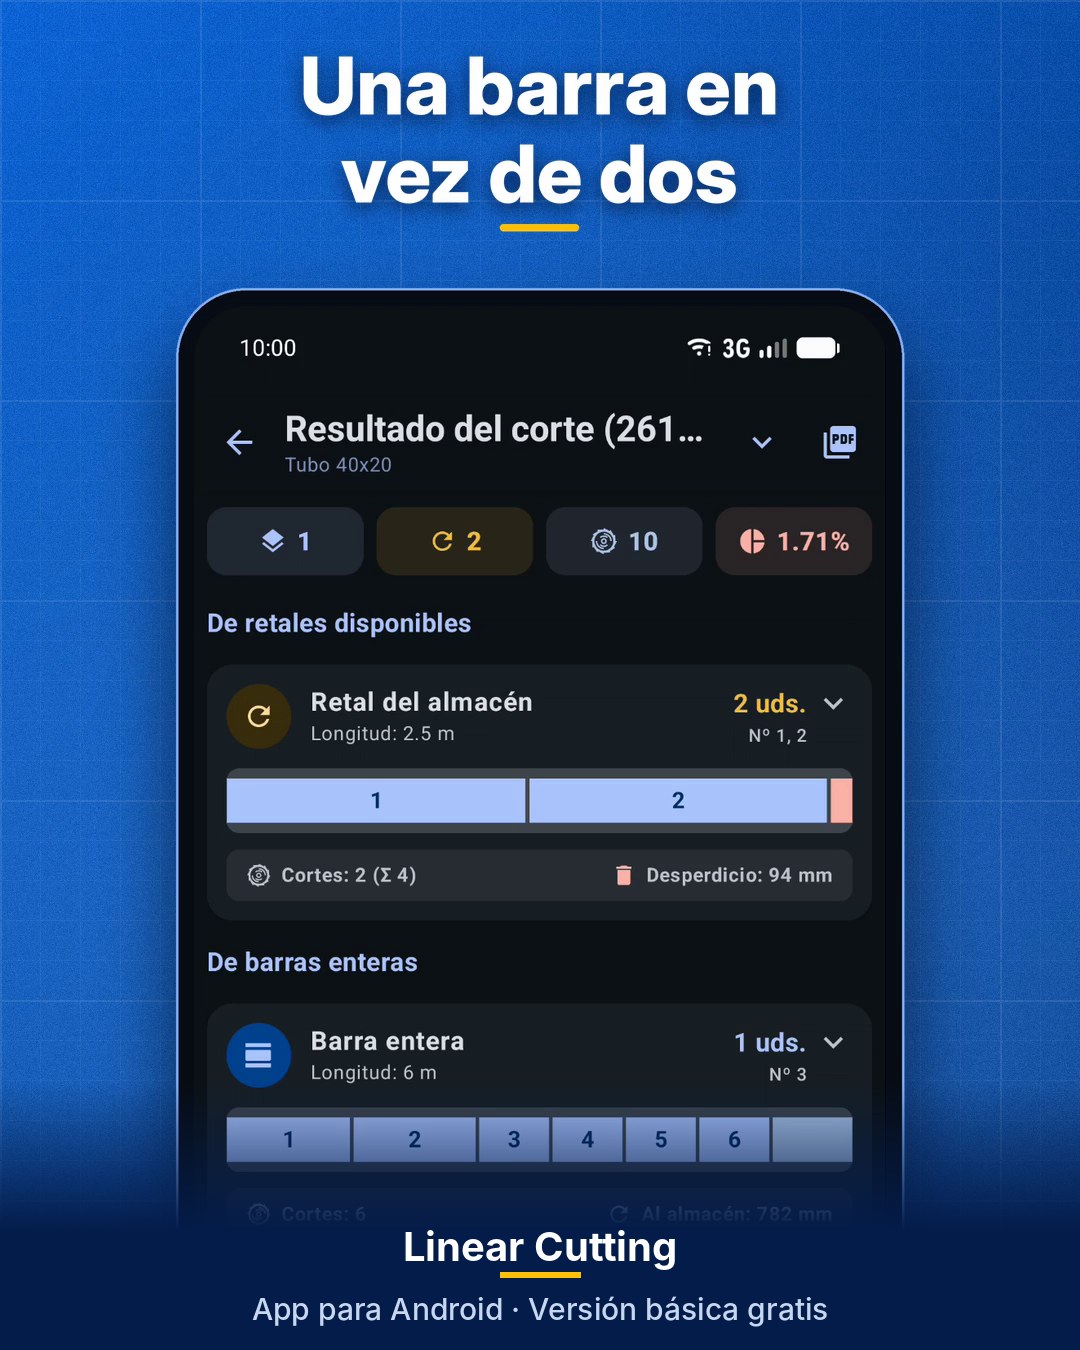 Una barra en
vez de dos
10:00 3G
Resultado del corte (261...
PDF
Tubo 40x20
1 2 10 1.71%
De retales disponibles
Retal del almacén 2 uds.
Longitud: 2.5 m Nº 1, 2
1 2
Cortes: 2 (Σ 4) Desperdicio: 94 mm
De barras enteras
Barra entera 1 uds.
Longitud: 6 m Nº 3
1 2 3 4 5 6
Cortes: 6 Al almacén: 782 mm
Linear Cutting
App para Android · Versión básica gratis